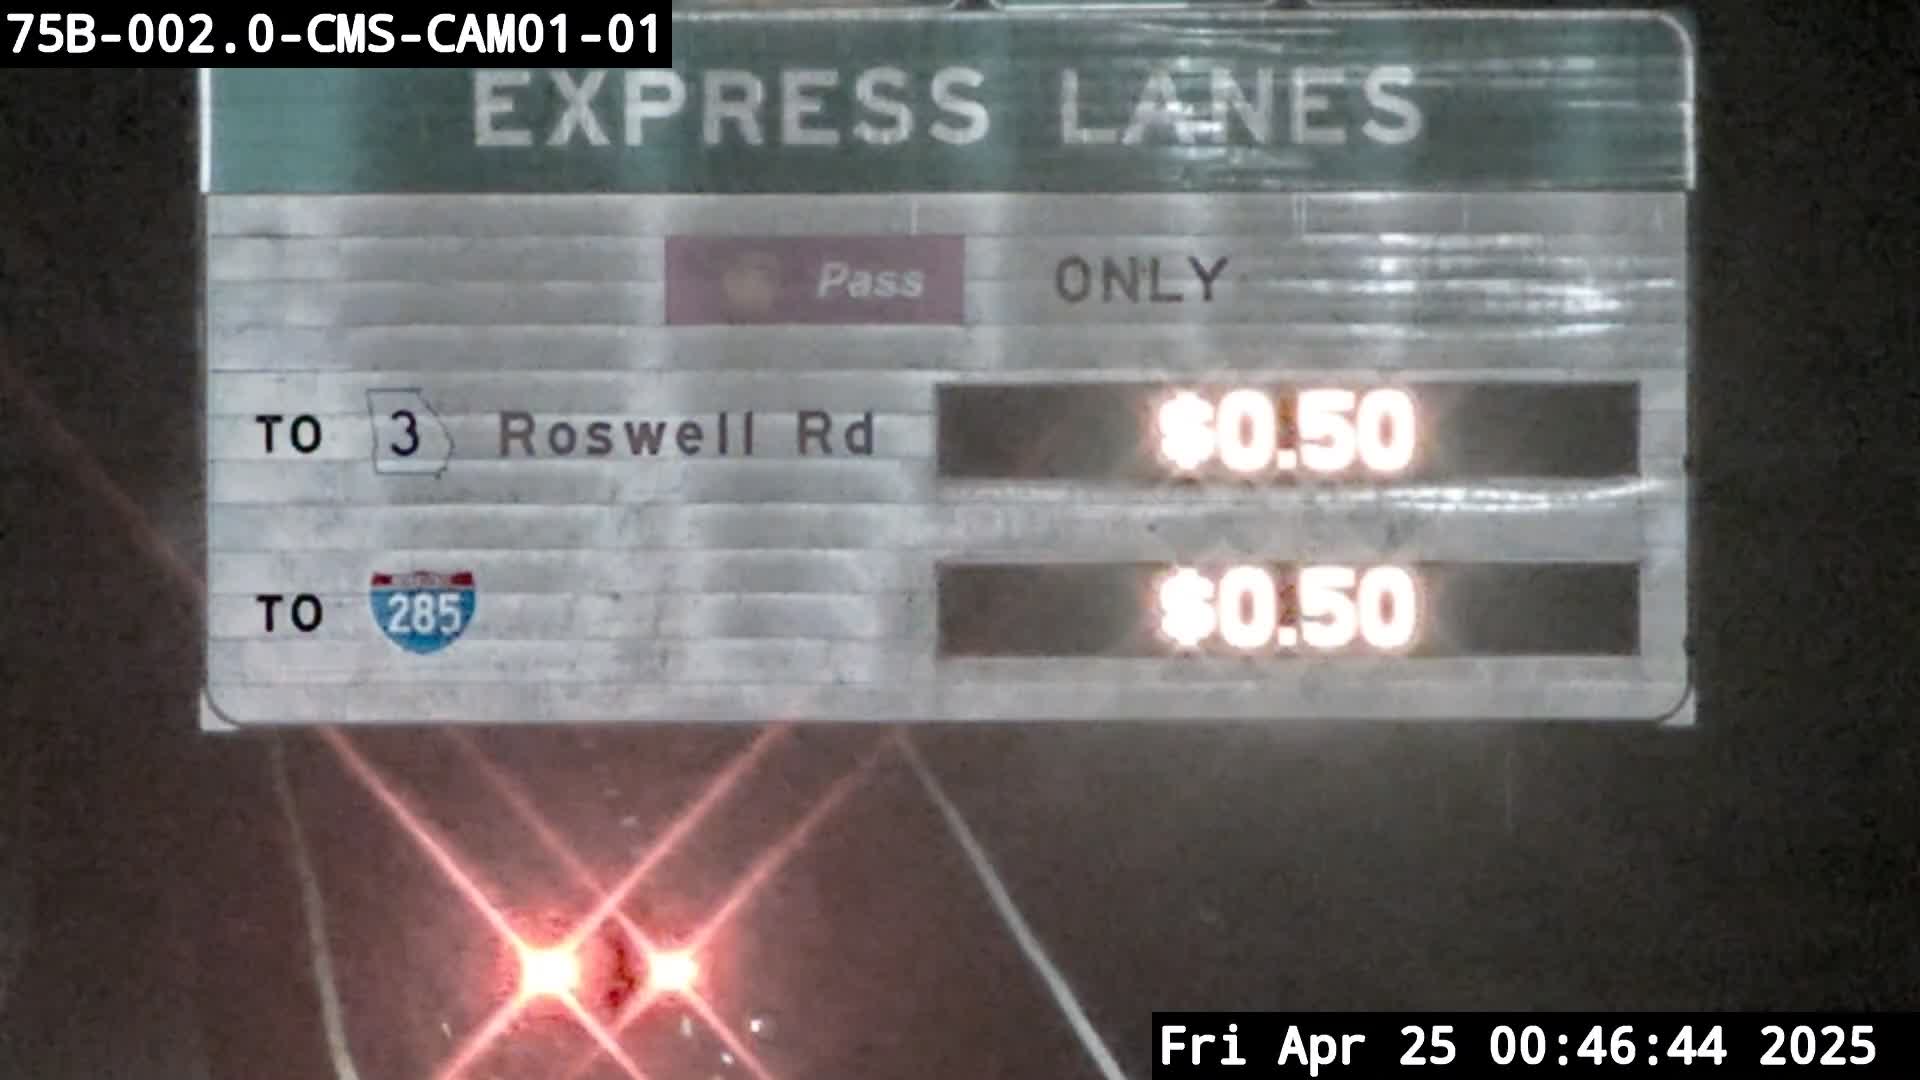 75B-002.0-CMS-CAM01-01
EXPRESS LANES
Pass ONLY
TO 3 Roswell Rd $0.50
TO 285 $0.50
Fri Apr 25 00:46:44 2025